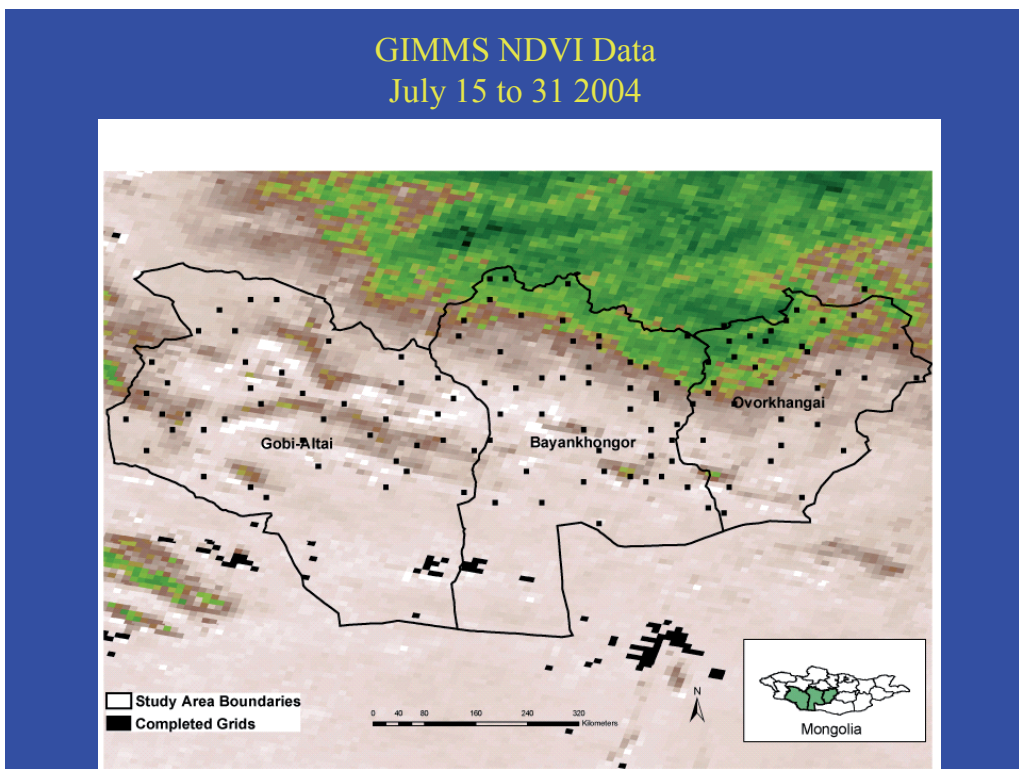 GIMMS NDVI Data
July 15 to 31 2004
Ovorkhangai
Gobi-Altai
Bayankhongor
Study Area Boundaries
Completed Grids
0 40 80 160 240 320
Kilometers
N
Mongolia